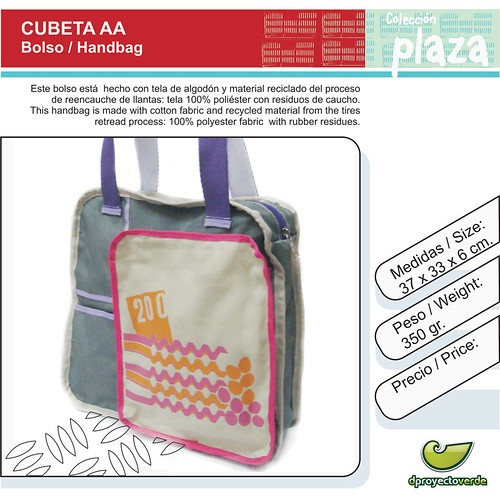 CUBETA AA
Bolso / Handbag
Colección
plaza
Este bolso está hecho con tela de algodón y material reciclado del proceso
de reencauche de llantas: tela 100% poliéster con residuos de caucho.
This handbag is made with cotton fabric and recycled material from the tires
retread process: 100% polyester fabric with rubber residues.
200
Medidas / Size:
37 x 33 x 6 cm.
Peso / Weight:
350 gr.
Precio / Price:
dproyectoverde